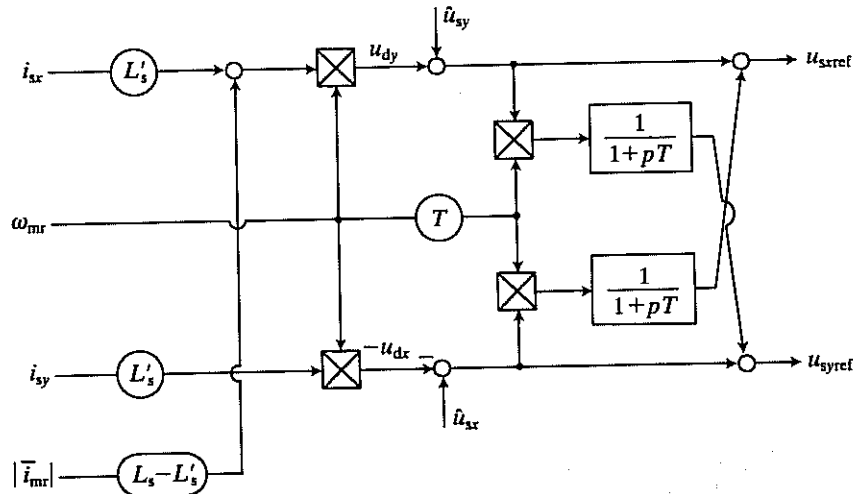 û_sy
i_sx L′_s u_dy u_sxref
1/(1+pT)
ω_mr T
1/(1+pT)
−u_dx −
i_sy L′_s u_syref
û_sx
|i̅_mr| L_s−L′_s